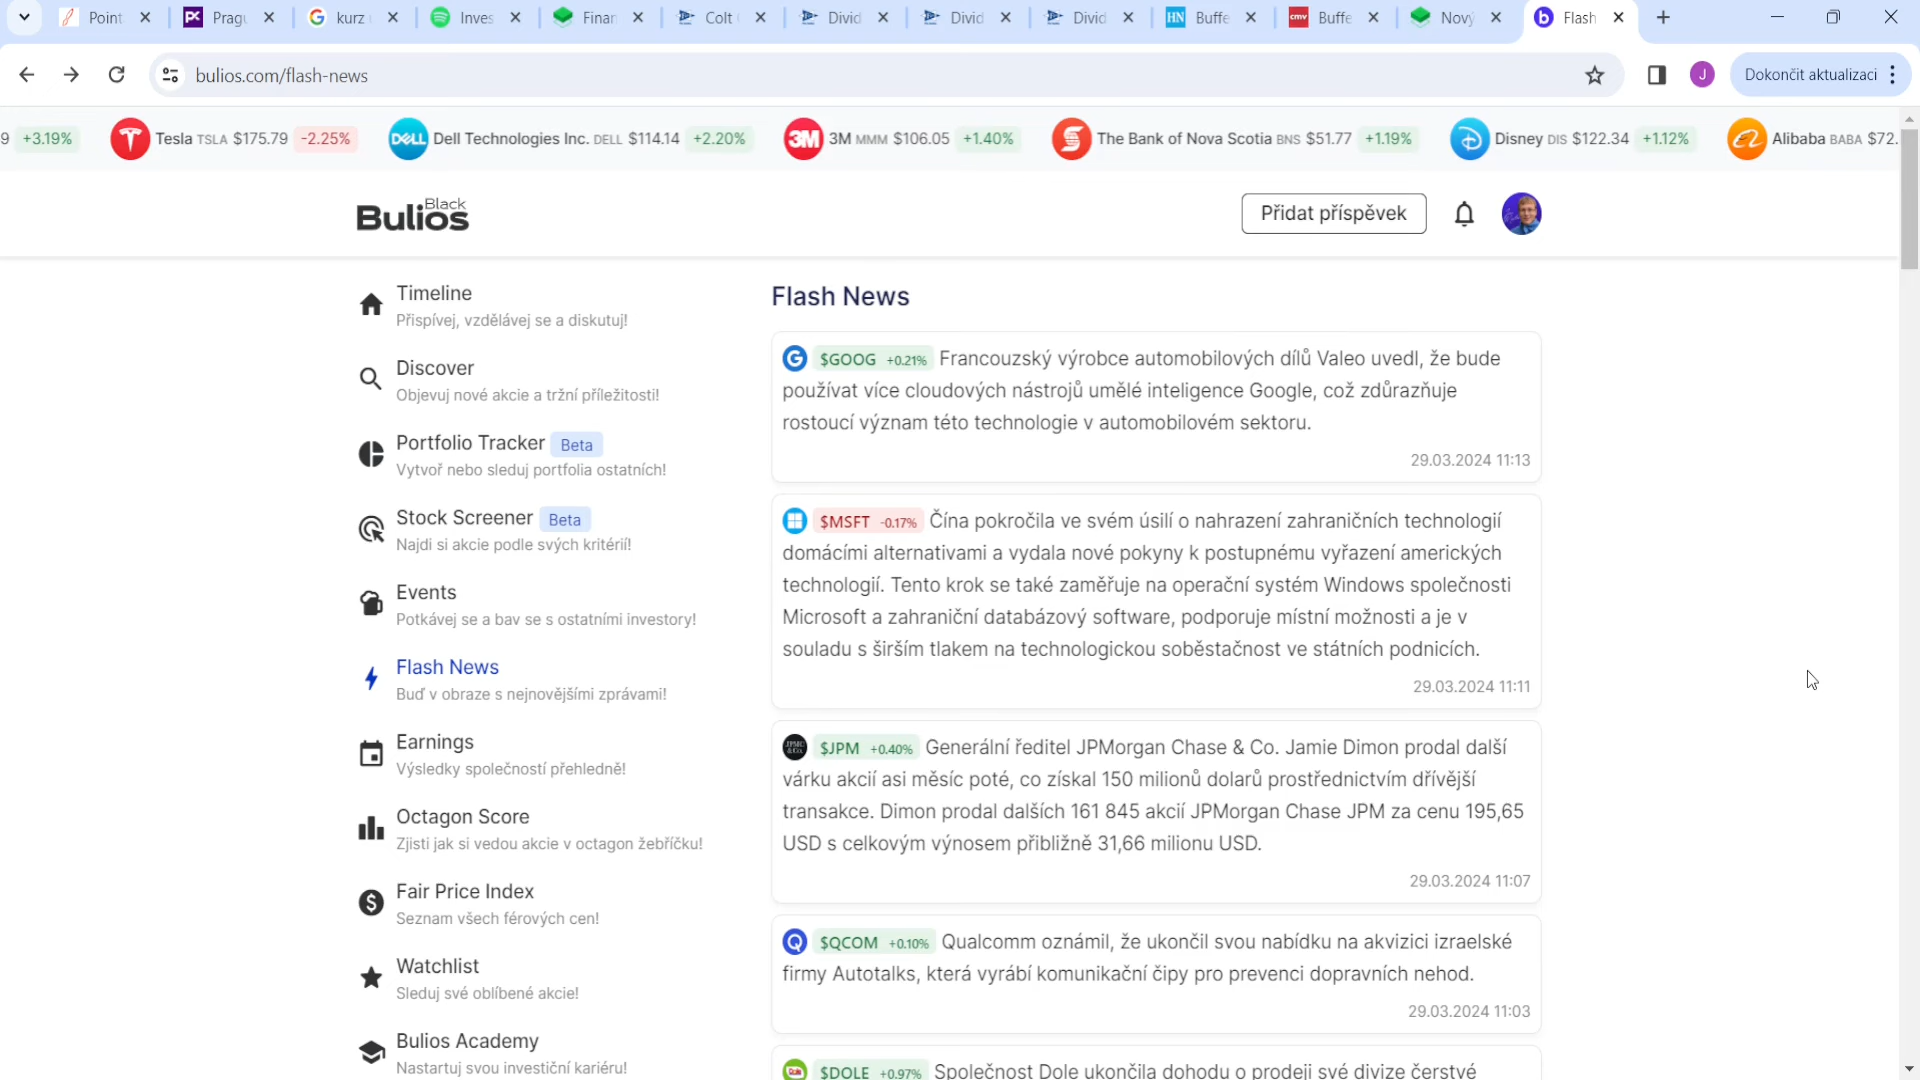 Point
Pragu
kurz
Inves
Finan
Colt
Divid
Divid
Divid
HN Buffe
cmv Buffe
Nový
Flash
bulios.com/flash-news
J
Dokončit aktualizaci
9 +3.19% Tesla TSLA $175.79 -2.25% DELL Dell Technologies Inc. DELL $114.14 +2.20% 3M 3M MMM $106.05 +1.40% The Bank of Nova Scotia BNS $51.77 +1.19% Disney DIS $122.34 +1.12% Alibaba BABA $72.
Bulios Black
Přidat příspěvek
Timeline
Přispívej, vzdělávej se a diskutuj!
Discover
Objevuj nové akcie a tržní příležitosti!
Portfolio Tracker Beta
Vytvoř nebo sleduj portfolia ostatních!
Stock Screener Beta
Najdi si akcie podle svých kritérií!
Events
Potkávej se a bav se s ostatními investory!
Flash News
Buď v obraze s nejnovějšími zprávami!
Earnings
Výsledky společností přehledně!
Octagon Score
Zjisti jak si vedou akcie v octagon žebříčku!
Fair Price Index
Seznam všech férových cen!
Watchlist
Sleduj své oblíbené akcie!
Bulios Academy
Nastartuj svou investiční kariéru!
Flash News
$GOOG +0.21% Francouzský výrobce automobilových dílů Valeo uvedl, že bude
používat více cloudových nástrojů umělé inteligence Google, což zdůrazňuje
rostoucí význam této technologie v automobilovém sektoru.
29.03.2024 11:13
$MSFT -0.17% Čína pokročila ve svém úsilí o nahrazení zahraničních technologií
domácími alternativami a vydala nové pokyny k postupnému vyřazení amerických
technologií. Tento krok se také zaměřuje na operační systém Windows společnosti
Microsoft a zahraniční databázový software, podporuje místní možnosti a je v
souladu s širším tlakem na technologickou soběstačnost ve státních podnicích.
29.03.2024 11:11
$JPM +0.40% Generální ředitel JPMorgan Chase & Co. Jamie Dimon prodal další
várku akcií asi měsíc poté, co získal 150 milionů dolarů prostřednictvím dřívější
transakce. Dimon prodal dalších 161 845 akcií JPMorgan Chase JPM za cenu 195,65
USD s celkovým výnosem přibližně 31,66 milionu USD.
29.03.2024 11:07
$QCOM +0.10% Qualcomm oznámil, že ukončil svou nabídku na akvizici izraelské
firmy Autotalks, která vyrábí komunikační čipy pro prevenci dopravních nehod.
29.03.2024 11:03
$DOLE +0.97% Společnost Dole ukončila dohodu o prodeji své divize čerstvé